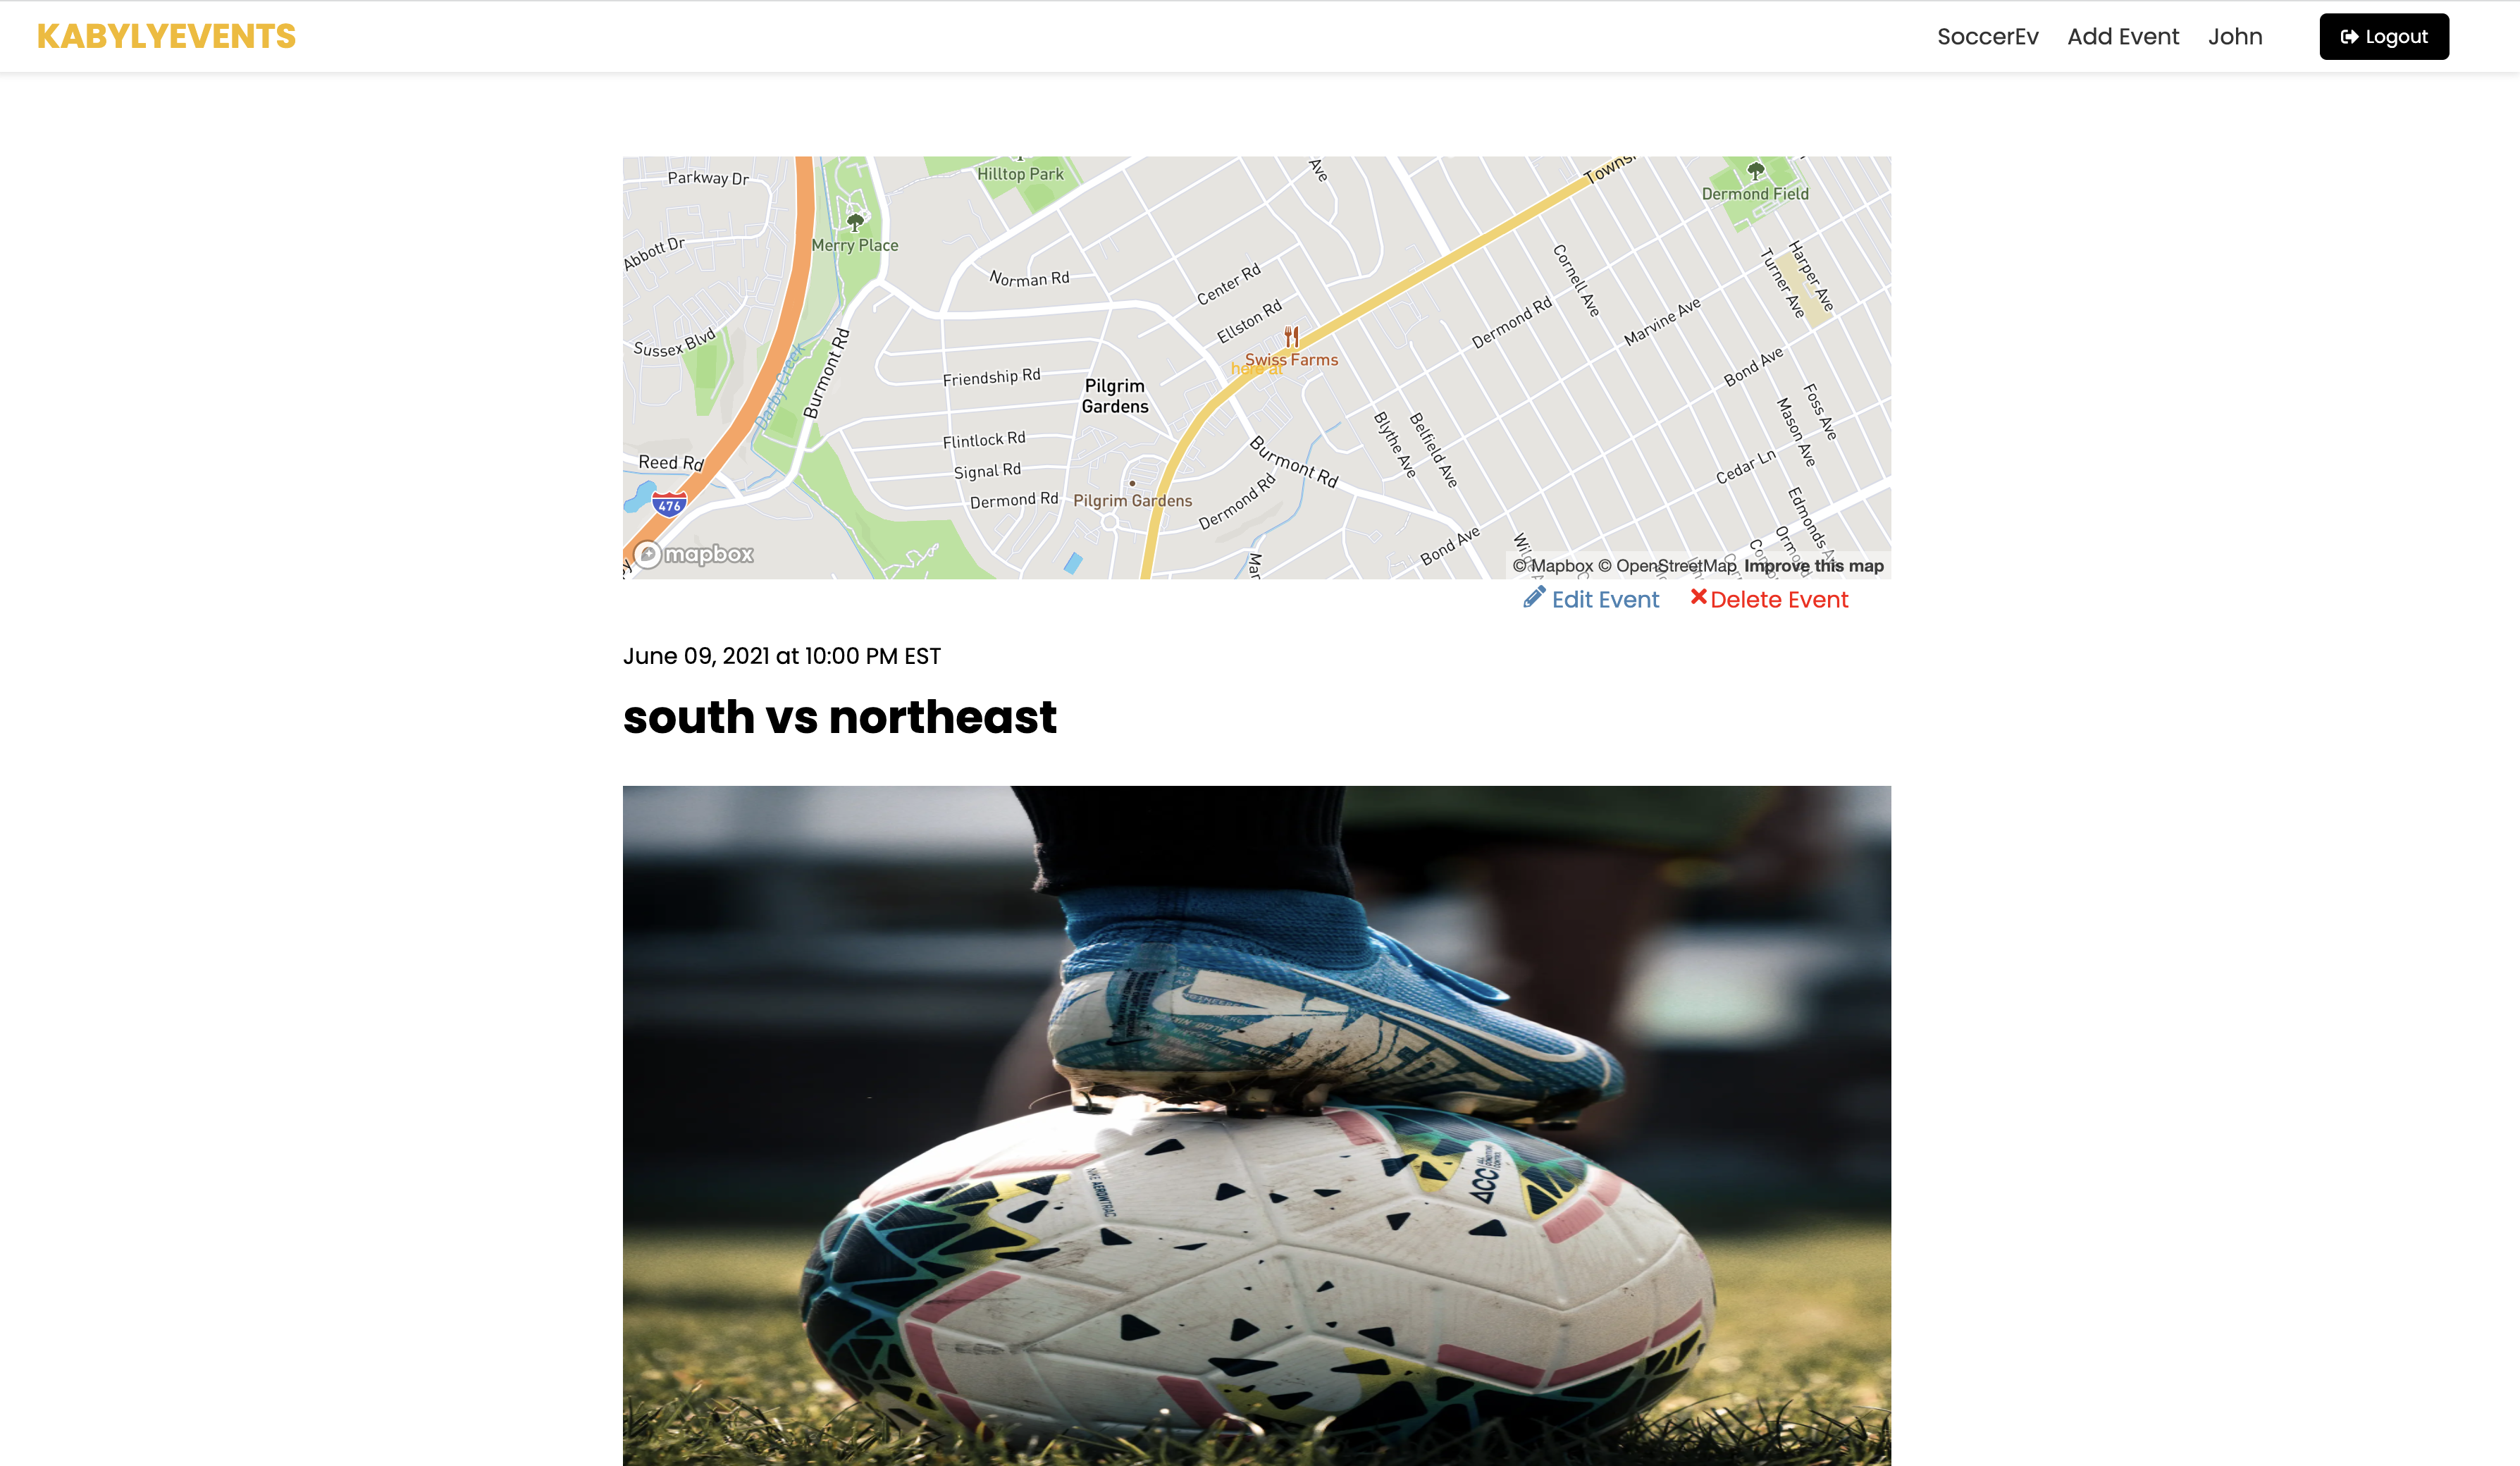 KABYLYEVENTS
SoccerEv Add Event John Logout
Parkway Dr
Hilltop Park
Ave
Dermond Field
Abbott Dr
Merry Place
Norman Rd
Center Rd
Cornell Ave
Turner Ave
Harper Ave
Sussex Blvd
Burmont Rd
Darby Creek
Ellston Rd
Dermond Rd
Marvine Ave
Swiss Farms
here at
Friendship Rd
Pilgrim
Gardens
Bond Ave
Foss Ave
Mason Ave
Flintlock Rd
Blythe Ave
Belfield Ave
Burmont Rd
Reed Rd
Signal Rd
Cedar Ln
476
Dermond Rd
Pilgrim Gardens
Dermond Rd
Bond Ave
mapbox
© Mapbox © OpenStreetMap Improve this map
Edit Event Delete Event
June 09, 2021 at 10:00 PM EST
south vs northeast
ACC
NIKE AEROWTRAC